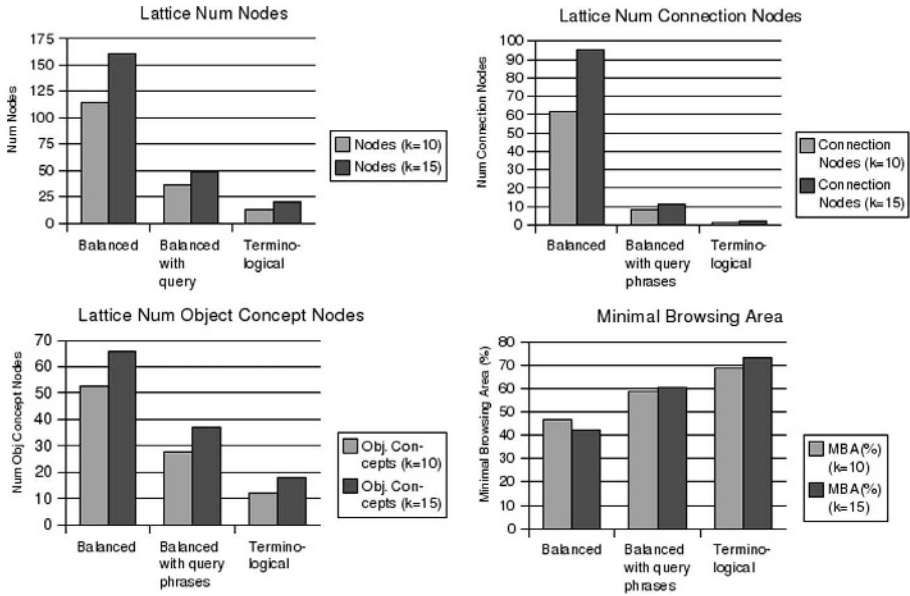 Lattice Num Nodes
Num Nodes
175
150
125
100
75
50
25
0
Balanced
Balanced
with
query
Termino-
logical
Nodes (k=10)
Nodes (k=15)
Lattice Num Connection Nodes
Num Connection Nodes
100
90
80
70
60
50
40
30
20
10
0
Balanced
Balanced
with query
phrases
Termino-
logical
Connection
Nodes (k=10)
Connection
Nodes (k=15)
Lattice Num Object Concept Nodes
Num Obj Concept Nodes
70
60
50
40
30
20
10
0
Balanced
Balanced
with query
phrases
Termino-
logical
Obj. Con-
cepts (k=10)
Obj. Con-
cepts (k=15)
Minimal Browsing Area
Minimal Browsing Area (%)
80
70
60
50
40
30
20
10
0
Balanced
Balanced
with query
phrases
Termino-
logical
MBA(%)
(k=10)
MBA(%)
(k=15)